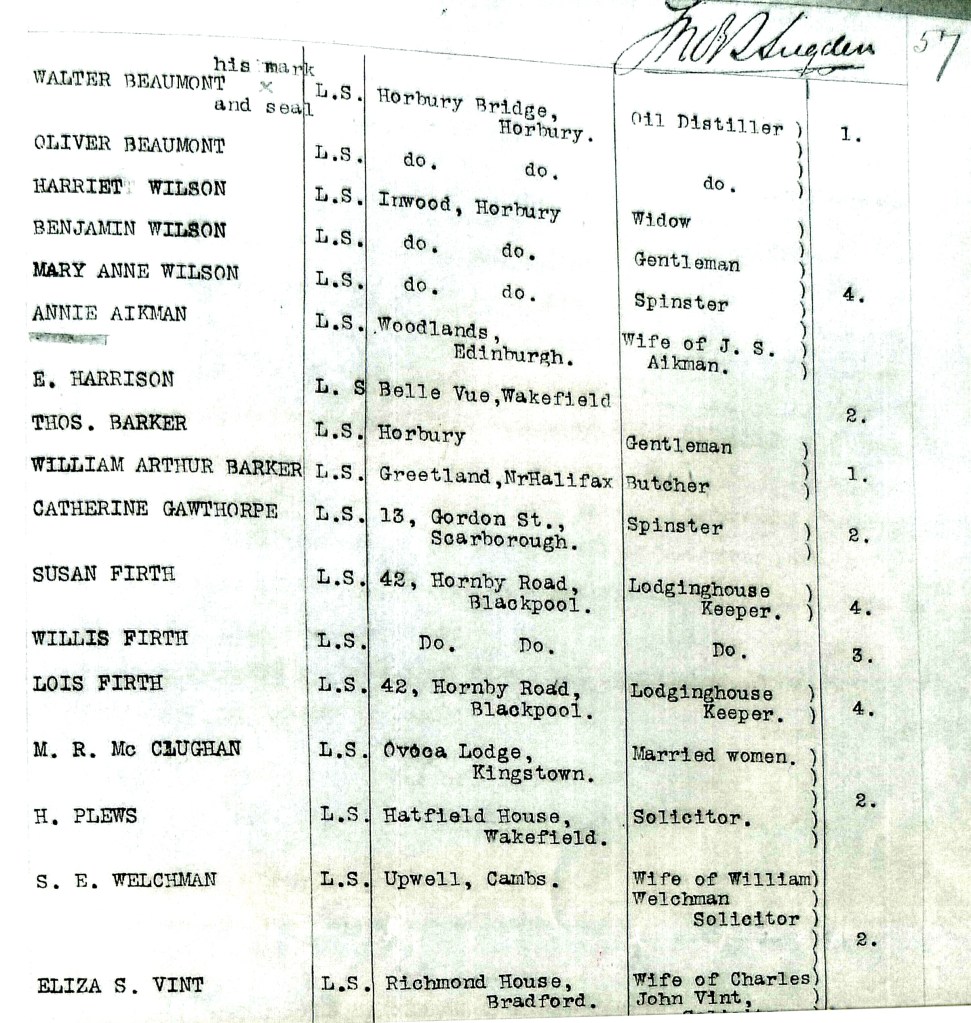 Sugden 57
his mark
WALTER BEAUMONT x L.S. Horbury Bridge, Oil Distiller ) 1.
and seal Horbury. )
OLIVER BEAUMONT L.S. do. do. do. )
HARRIET WILSON L.S. Inwood, Horbury Widow )
BENJAMIN WILSON L.S. do. do. Gentleman )
MARY ANNE WILSON L.S. do. do. Spinster ) 4.
ANNIE AIKMAN L.S. Woodlands, Wife of J. S. )
Edinburgh. Aikman. )
E. HARRISON L. S Belle Vue,Wakefield 2.
THOS. BARKER L.S. Horbury Gentleman )
WILLIAM ARTHUR BARKER L.S. Greetland,NrHalifax Butcher ) 1.
CATHERINE GAWTHORPE L.S. 13, Gordon St., Spinster ) 2.
Scarborough. )
SUSAN FIRTH L.S. 42, Hornby Road, Lodginghouse )
Blackpool. Keeper. ) 4.
WILLIS FIRTH L.S. Do. Do. Do. 3.
LOIS FIRTH L.S. 42, Hornby Road, Lodginghouse )
Blackpool. Keeper. ) 4.
M. R. Mc CLUGHAN L.S. Ovoca Lodge, Married women. )
Kingstown. )
2.
H. PLEWS L.S. Hatfield House, Solicitor. )
Wakefield. )
S. E. WELCHMAN L.S. Upwell, Cambs. Wife of William)
Welchman )
Solicitor )
2.
ELIZA S. VINT L.S. Richmond House, Wife of Charles)
Bradford. John Vint, )